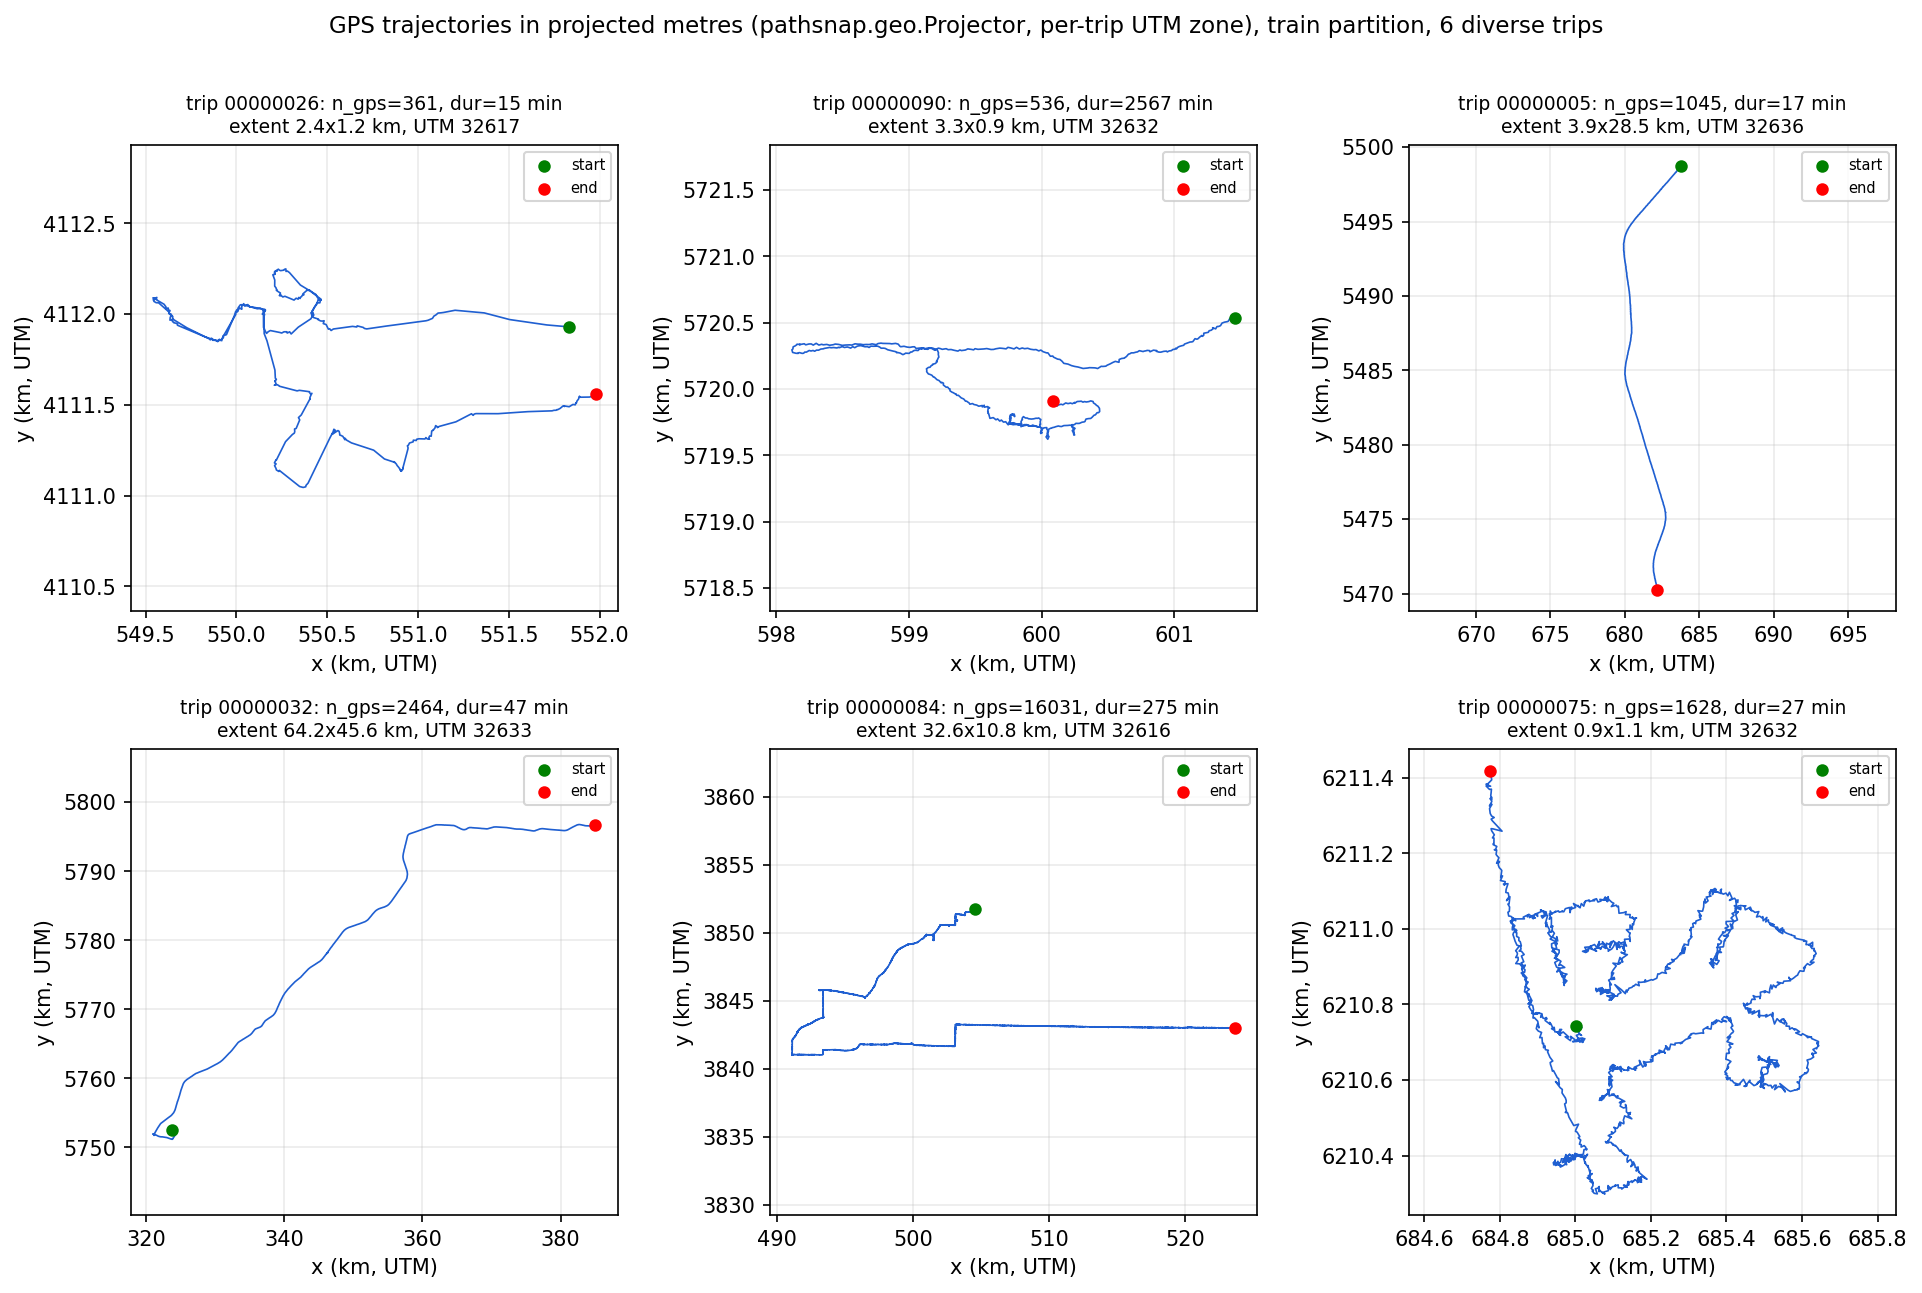 GPS trajectories in projected metres (pathsnap.geo.Projector, per-trip UTM zone), train partition, 6 diverse trips
trip 00000026: n_gps=361, dur=15 min
extent 2.4x1.2 km, UTM 32617
start
end
4112.5
4112.0
4111.5
4111.0
4110.5
y (km, UTM)
549.5 550.0 550.5 551.0 551.5 552.0
x (km, UTM)
trip 00000090: n_gps=536, dur=2567 min
extent 3.3x0.9 km, UTM 32632
start
end
5721.5
5721.0
5720.5
5720.0
5719.5
5719.0
5718.5
y (km, UTM)
598 599 600 601
x (km, UTM)
trip 00000005: n_gps=1045, dur=17 min
extent 3.9x28.5 km, UTM 32636
start
end
5500
5495
5490
5485
5480
5475
5470
y (km, UTM)
670 675 680 685 690 695
x (km, UTM)
trip 00000032: n_gps=2464, dur=47 min
extent 64.2x45.6 km, UTM 32633
start
end
5800
5790
5780
5770
5760
5750
y (km, UTM)
320 340 360 380
x (km, UTM)
trip 00000084: n_gps=16031, dur=275 min
extent 32.6x10.8 km, UTM 32616
start
end
3860
3855
3850
3845
3840
3835
3830
y (km, UTM)
490 500 510 520
x (km, UTM)
trip 00000075: n_gps=1628, dur=27 min
extent 0.9x1.1 km, UTM 32632
start
end
6211.4
6211.2
6211.0
6210.8
6210.6
6210.4
y (km, UTM)
684.6 684.8 685.0 685.2 685.4 685.6 685.8
x (km, UTM)